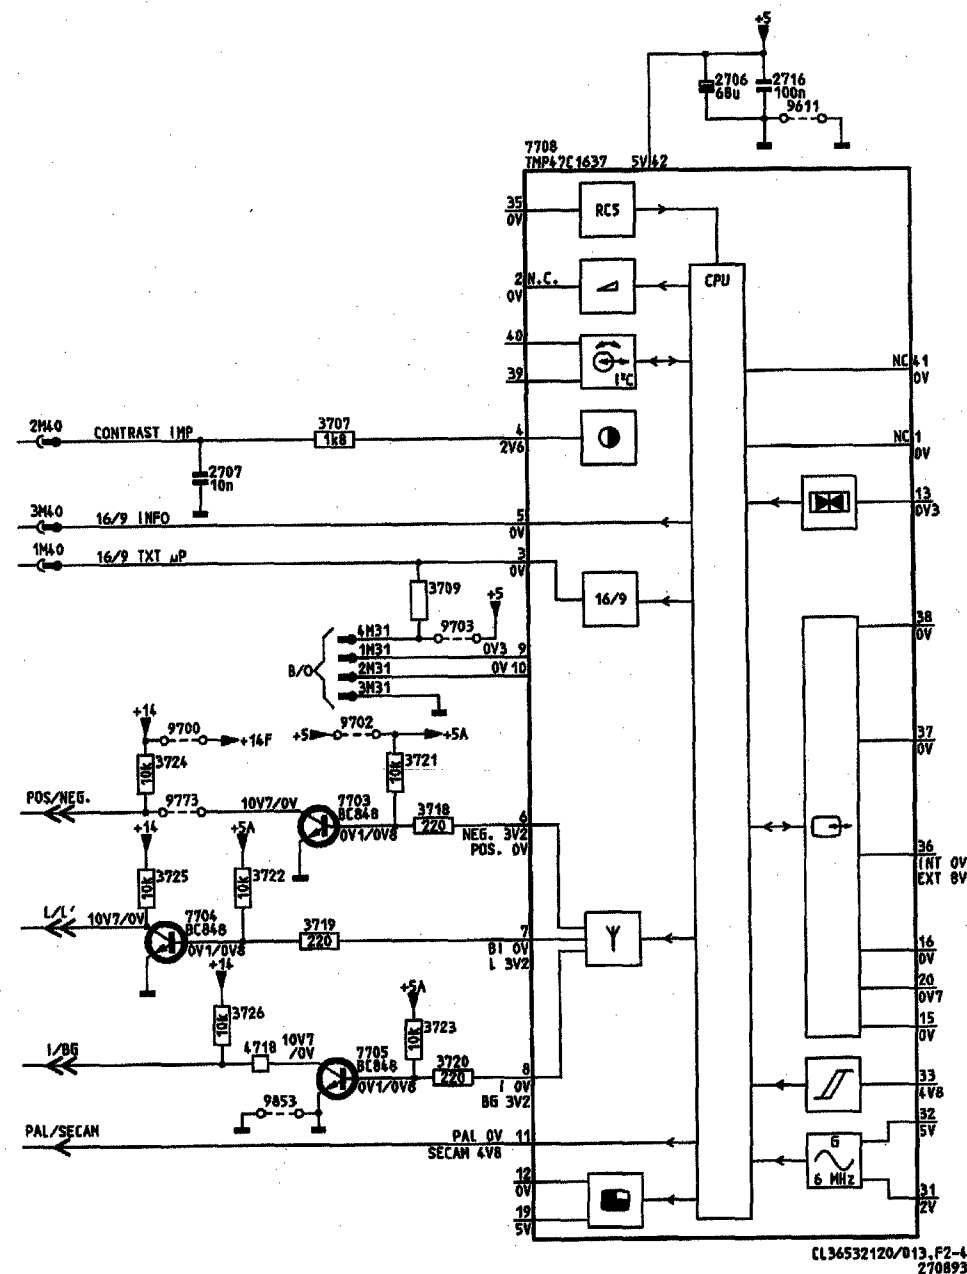 +5
2706
68u
2716
100n
9611
7708
TMP47C1637
5V 42
35
0V
RC5
2 N.C.
0V
CPU
40
39
I²C
NC 41
0V
2M40
CONTRAST IMP
3707
1k8
4
2V6
NC 1
0V
2707
10n
13
0V3
3M40
16/9 INFO
5
0V
1M40
16/9 TXT µP
3
0V
3709
16/9
+5
9703
38
0V
B/O
4M31
1M31
0V3 9
2M31
0V 10
3M31
+14
9700
+14F
+5
9702
+5A
37
0V
3724
10k
3721
10k
POS/NEG.
9773
10V7/0V
7703
BC848
0V1/0V8
3718
220
6
NEG. 3V2
POS. 0V
+14
+5A
3725
10k
3722
10k
36
INT 0V
EXT 8V
L/L'
10V7/0V
7704
BC848
0V1/0V8
3719
220
7
BI 0V
L 3V2
16
0V
20
0V7
15
0V
+14
+5A
3726
10k
3723
10k
I/BG
4718
10V7
/0V
7705
BC848
0V1/0V8
3720
220
8
I 0V
BG 3V2
33
4V8
9853
32
5V
PAL/SECAM
PAL 0V 11
SECAM 4V8
G
6 MHz
12
0V
31
2V
19
5V
CL36532120/013.F2-4
270893